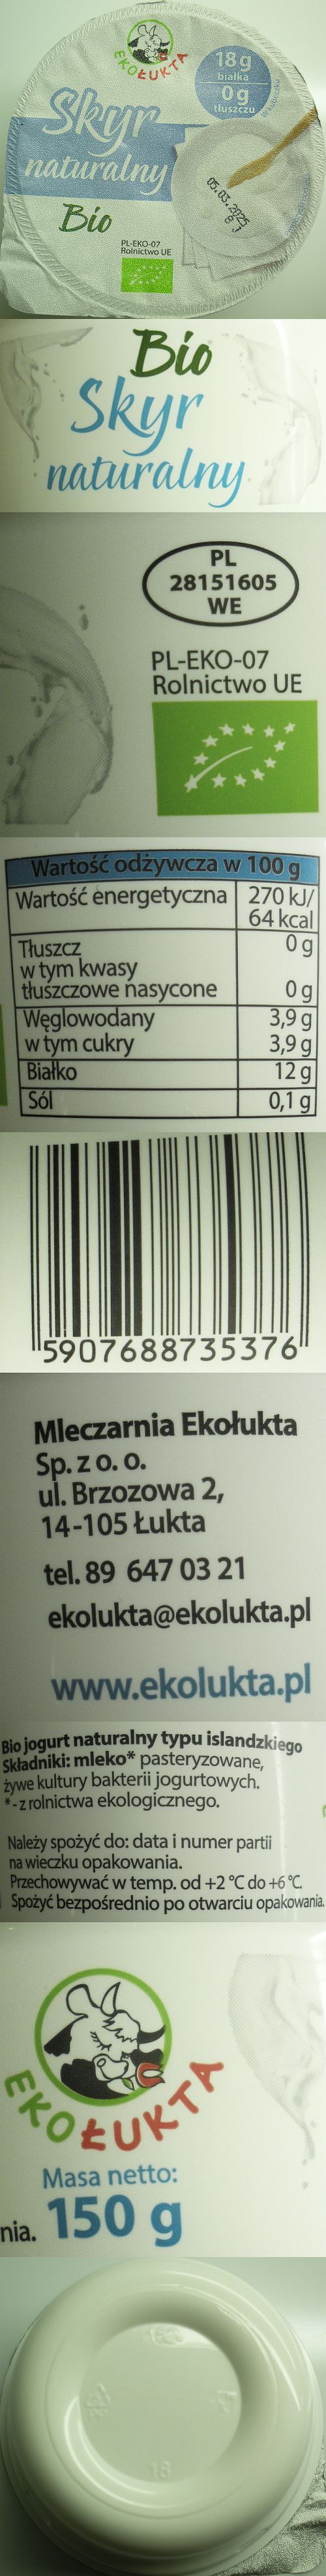 EKOŁUKTA
18 g
białka
0 g
tłuszczu
Skyr
naturalny
Bio
05.03.2025
B J
PL-EKO-07
Rolnictwo UE
Bio
Skyr
naturalny
PL
28151605
WE
PL-EKO-07
Rolnictwo UE
Wartość odżywcza w 100 g
Wartość energetyczna 270 kJ/
64 kcal
Tłuszcz 0 g
w tym kwasy
tłuszczowe nasycone 0 g
Węglowodany 3,9 g
w tym cukry 3,9 g
Białko 12 g
Sól 0,1 g
5907688735376
Mleczarnia Ekołukta
Sp. z o. o.
ul. Brzozowa 2,
14-105 Łukta
tel. 89 647 03 21
ekolukta@ekolukta.pl
www.ekolukta.pl
Bio jogurt naturalny typu islandzkiego
Składniki: mleko* pasteryzowane,
żywe kultury bakterii jogurtowych.
*- z rolnictwa ekologicznego.
Należy spożyć do: data i numer partii
na wieczku opakowania.
Przechowywać w temp. od +2 °C do +6 °C.
Spożyć bezpośrednio po otwarciu opakowania.
EKOŁUKTA
Masa netto:
nia. 150 g
18